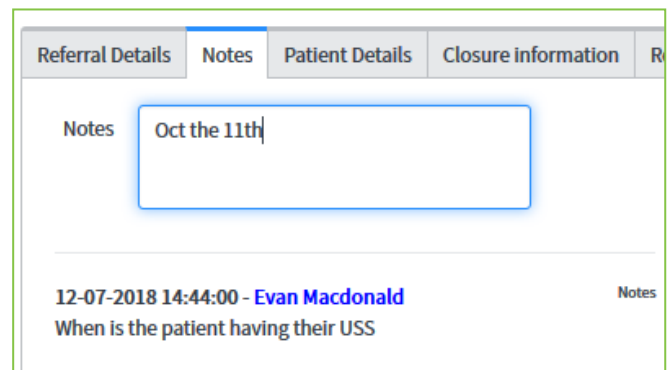 Referral Details Notes Patient Details Closure information
Notes Oct the 11th
12-07-2018 14:44:00 - Evan Macdonald Notes
When is the patient having their USS